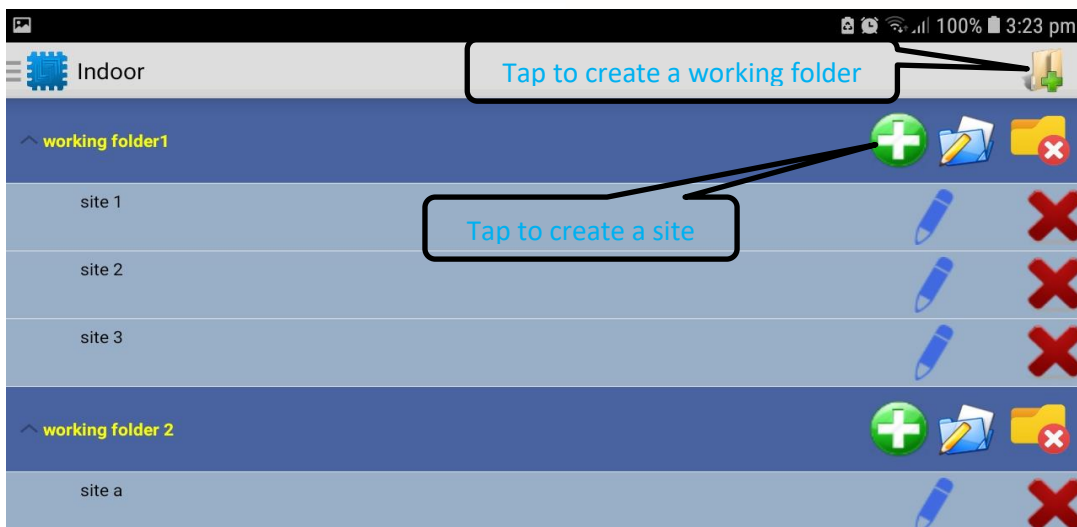 100% 3:23 pm
Indoor
Tap to create a working folder
working folder1
site 1
Tap to create a site
site 2
site 3
working folder 2
site a